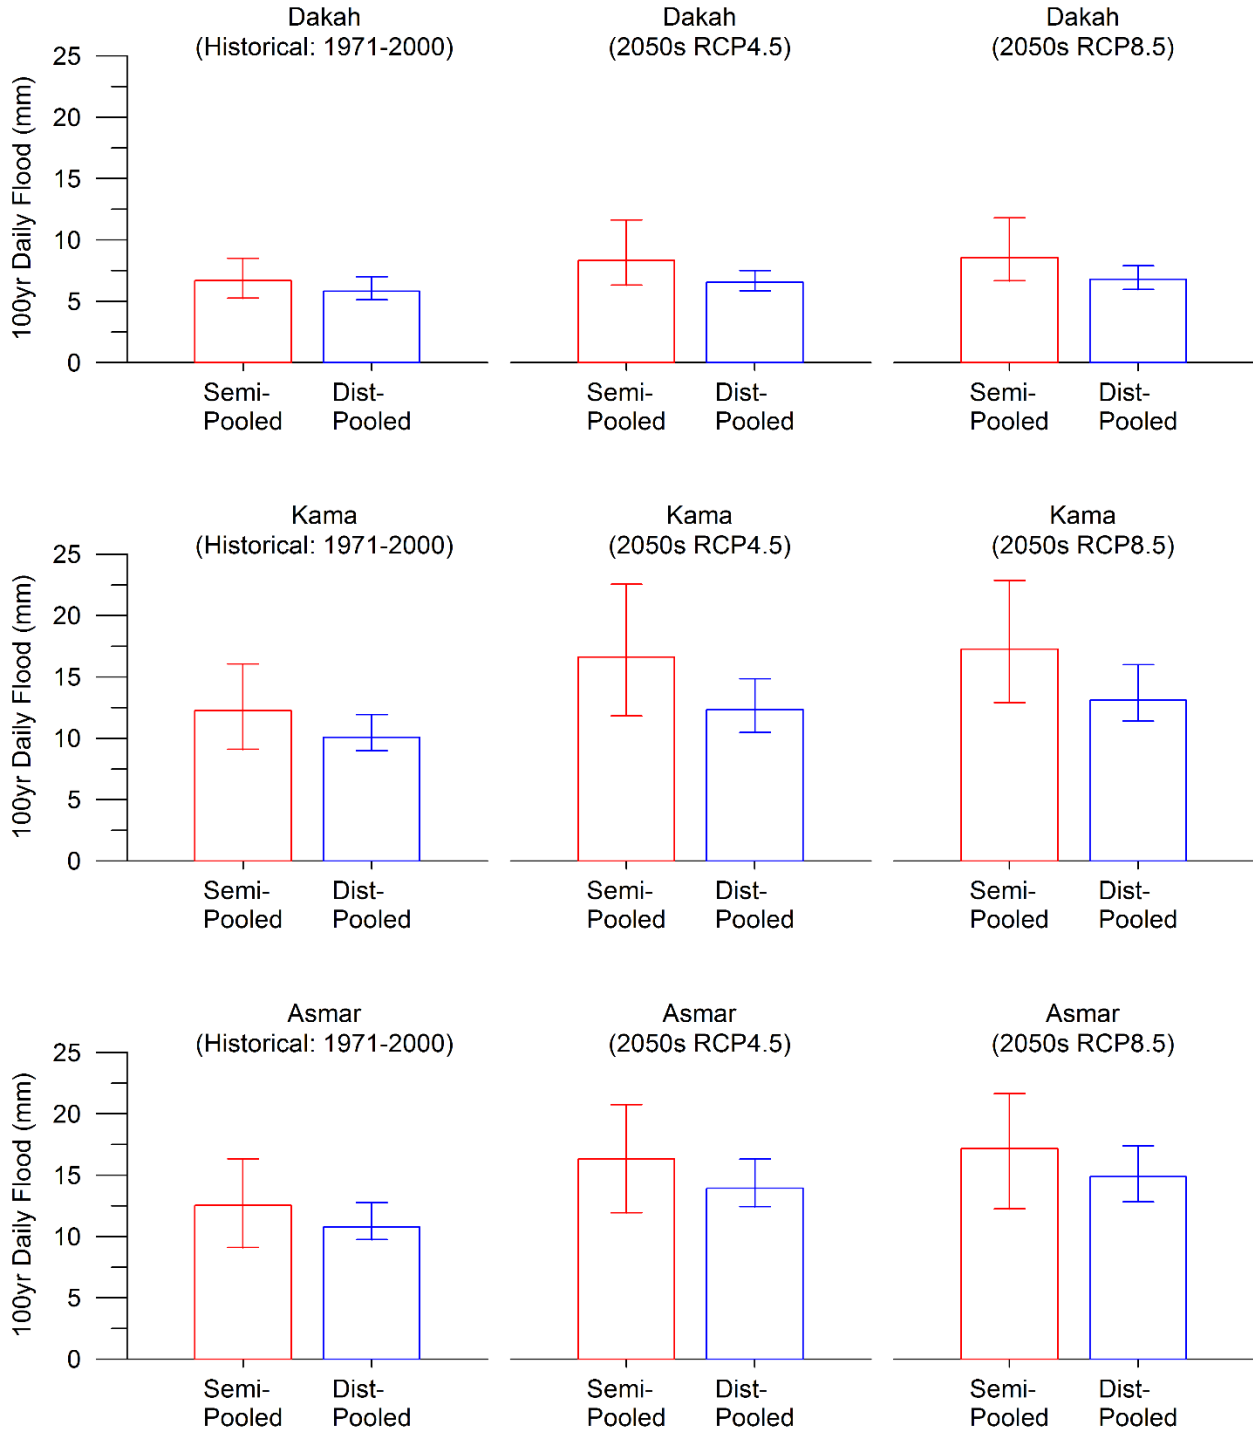 Dakah
(Historical: 1971-2000)
Dakah
(2050s RCP4.5)
Dakah
(2050s RCP8.5)
100yr Daily Flood (mm)
25
20
15
10
5
0
Semi-
Pooled
Dist-
Pooled
Semi-
Pooled
Dist-
Pooled
Semi-
Pooled
Dist-
Pooled
Kama
(Historical: 1971-2000)
Kama
(2050s RCP4.5)
Kama
(2050s RCP8.5)
100yr Daily Flood (mm)
25
20
15
10
5
0
Semi-
Pooled
Dist-
Pooled
Semi-
Pooled
Dist-
Pooled
Semi-
Pooled
Dist-
Pooled
Asmar
(Historical: 1971-2000)
Asmar
(2050s RCP4.5)
Asmar
(2050s RCP8.5)
100yr Daily Flood (mm)
25
20
15
10
5
0
Semi-
Pooled
Dist-
Pooled
Semi-
Pooled
Dist-
Pooled
Semi-
Pooled
Dist-
Pooled